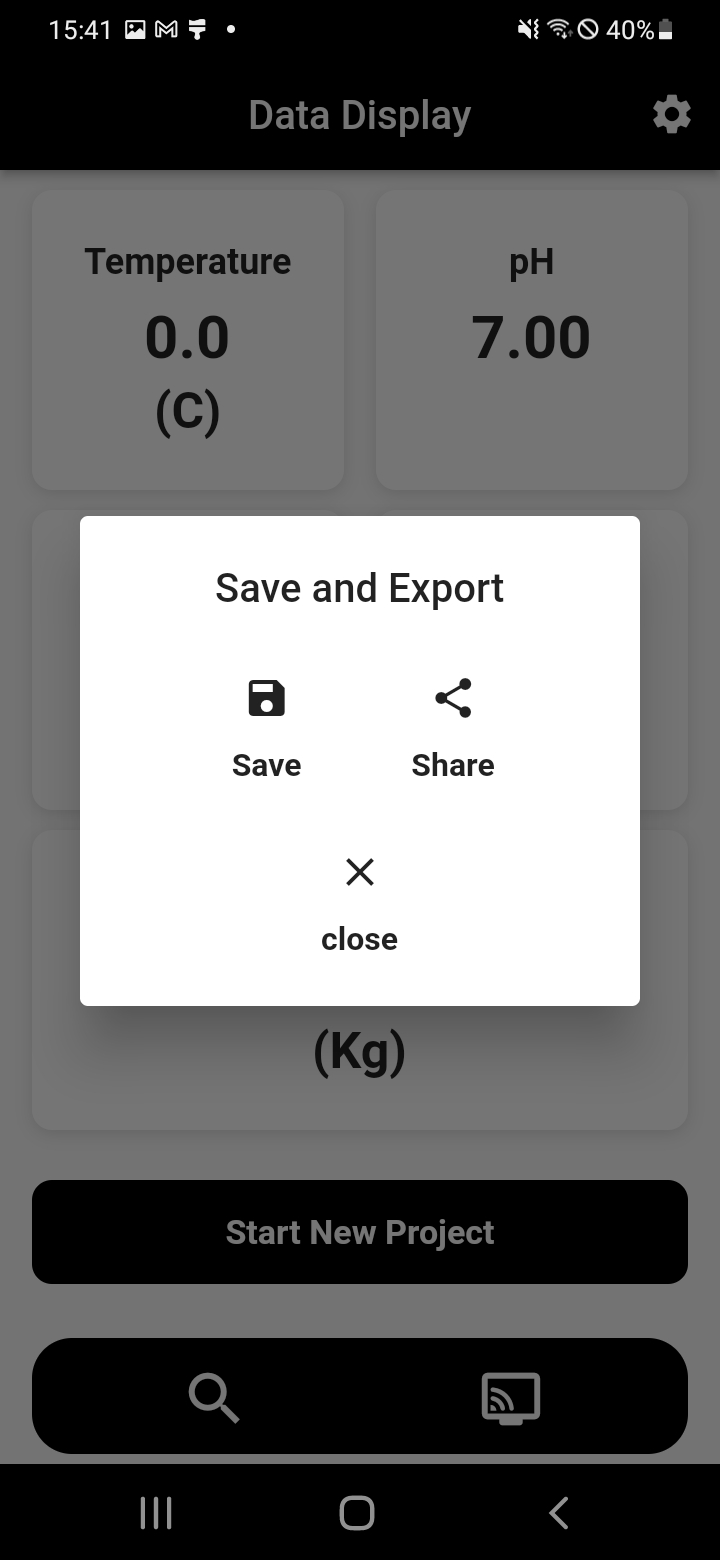 15:41
40%
Data Display
Temperature
0.0
(C)
pH
7.00
Save and Export
Save
Share
close
(Kg)
Start New Project